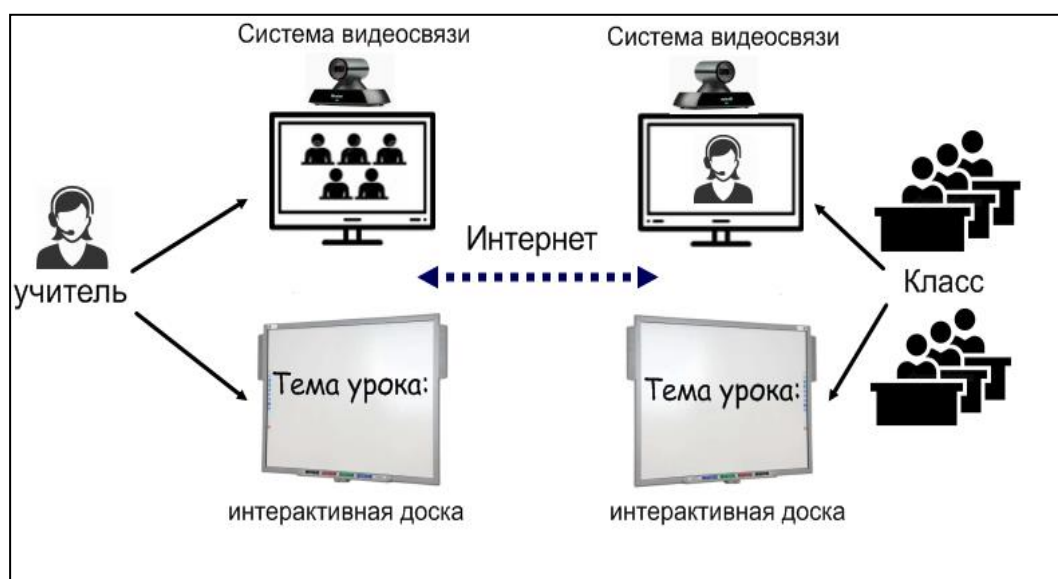 Система видеосвязи
Система видеосвязи
Интернет
учитель
Класс
Тема урока:
Тема урока:
интерактивная доска
интерактивная доска